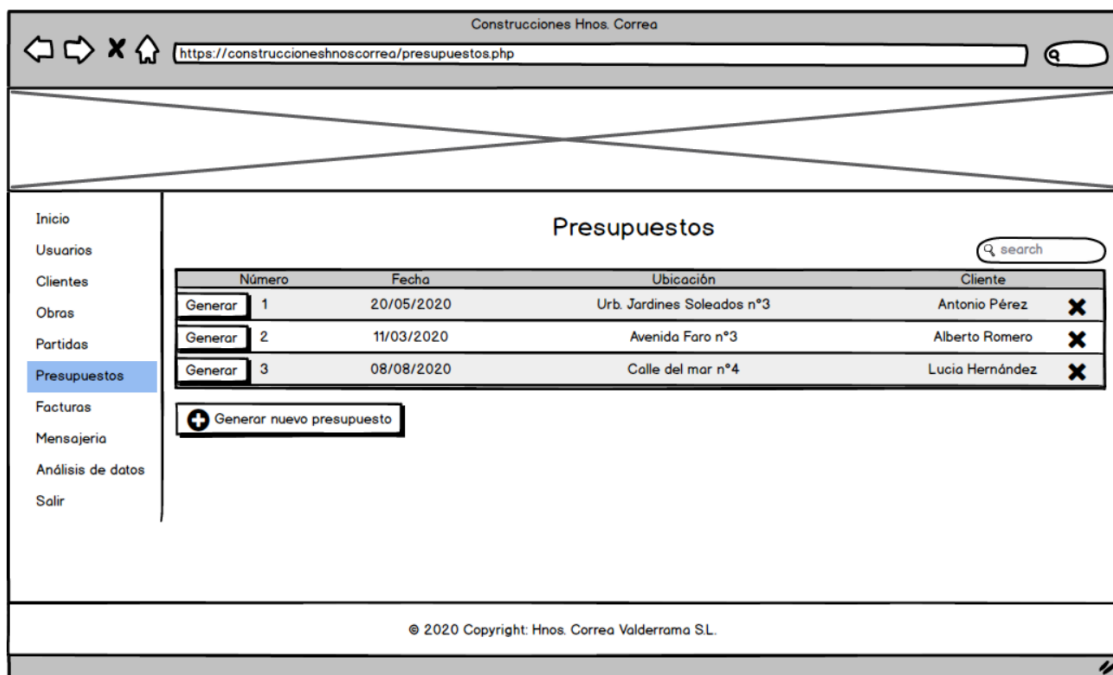 Construcciones Hnos. Correa
https://construccioneshnoscorrea/presupuestos.php
Inicio
Usuarios
Clientes
Obras
Partidas
Presupuestos
Facturas
Mensajeria
Análisis de datos
Salir
Presupuestos
search
Número Fecha Ubicación Cliente
Generar 1 20/05/2020 Urb. Jardines Soleados nº3 Antonio Pérez
Generar 2 11/03/2020 Avenida Faro nº3 Alberto Romero
Generar 3 08/08/2020 Calle del mar nº4 Lucia Hernández
Generar nuevo presupuesto
© 2020 Copyright: Hnos. Correa Valderrama S.L.